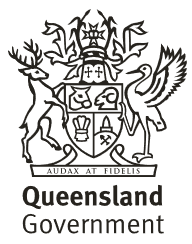 AUDAX AT FIDELIS
Queensland
Government